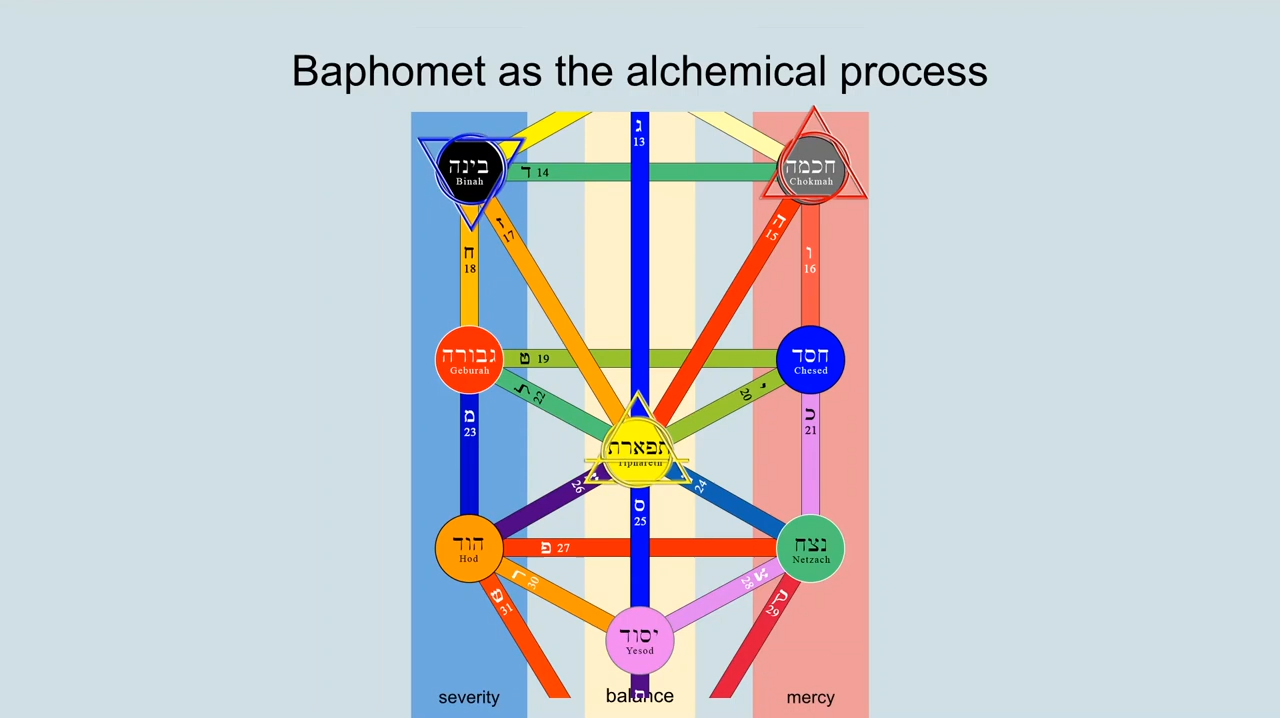 Baphomet as the alchemical process
ג
13
בינה
Binah
חכמה
Chokmah
ד 14
ז
17
ה
15
ח
18
ו
16
גבורה
Geburah
ט 19
חסד
Chesed
22
י
20
מ
23
כ
21
תפארת
Tiphareth
26
24
ס
25
הוד
Hod
פ 27
נצח
Netzach
ר
30
28
31
ק
29
יסוד
Yesod
severity
balance
mercy